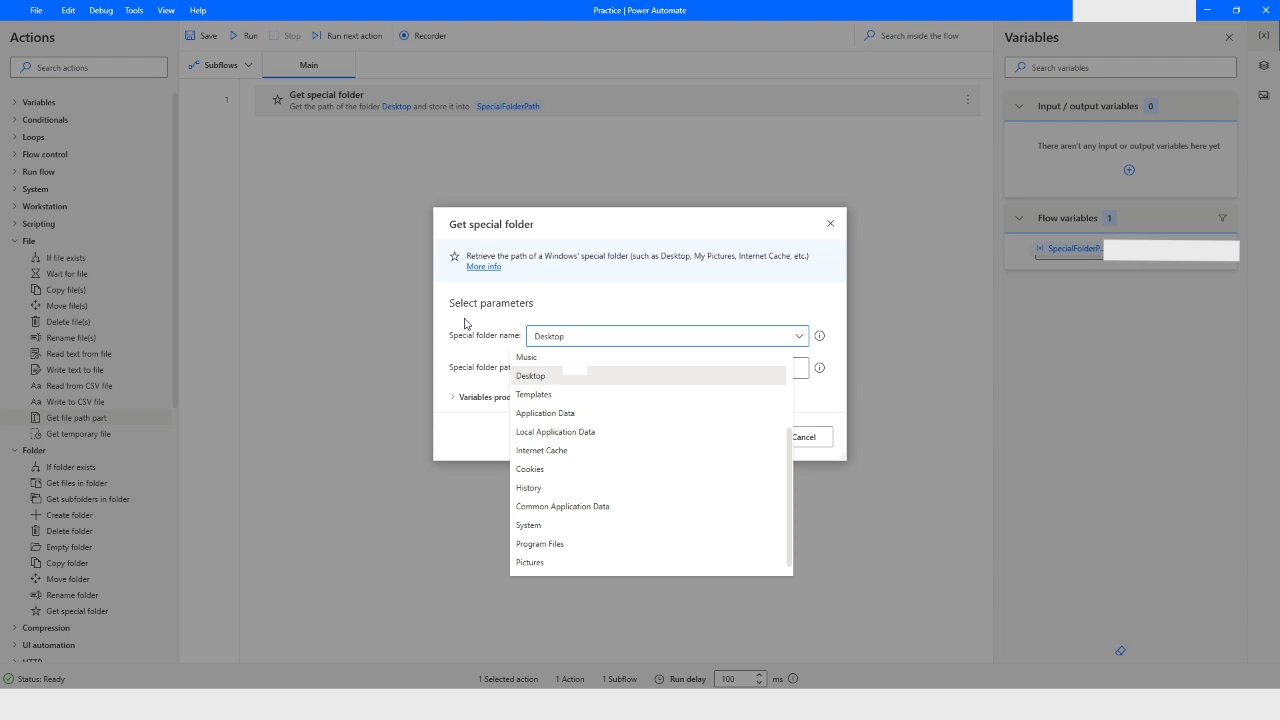 File Edit Debug Tools View Help
Practice | Power Automate
Actions
Save Run Stop Run next action Recorder
Search inside the flow
Variables
{x}
Search actions
Subflows Main
Search variables
1
Get special folder
Get the path of the folder Desktop and store it into SpecialFolderPath
Input / output variables 0
There aren't any input or output variables here yet
Flow variables 1
{x} SpecialFolderP...
Variables
Conditionals
Loops
Flow control
Run flow
System
Workstation
Scripting
File
If file exists
Wait for file
Copy file(s)
Move file(s)
Delete file(s)
Rename file(s)
Read text from file
Write text to file
Aa Read from CSV file
Aa Write to CSV file
Get file path part
Get temporary file
Folder
If folder exists
Get files in folder
Get subfolders in folder
Create folder
Delete folder
Empty folder
Copy folder
Move folder
Rename folder
Get special folder
Compression
UI automation
HTTP
Get special folder
Retrieve the path of a Windows' special folder (such as Desktop, My Pictures, Internet Cache, etc.)
More info
Select parameters
Special folder name: Desktop
Special folder
Variables
Cancel
Music
Desktop
Templates
Application Data
Local Application Data
Internet Cache
Cookies
History
Common Application Data
System
Program Files
Pictures
Status: Ready
1 Selected action 1 Action 1 Subflow Run delay 100 ms